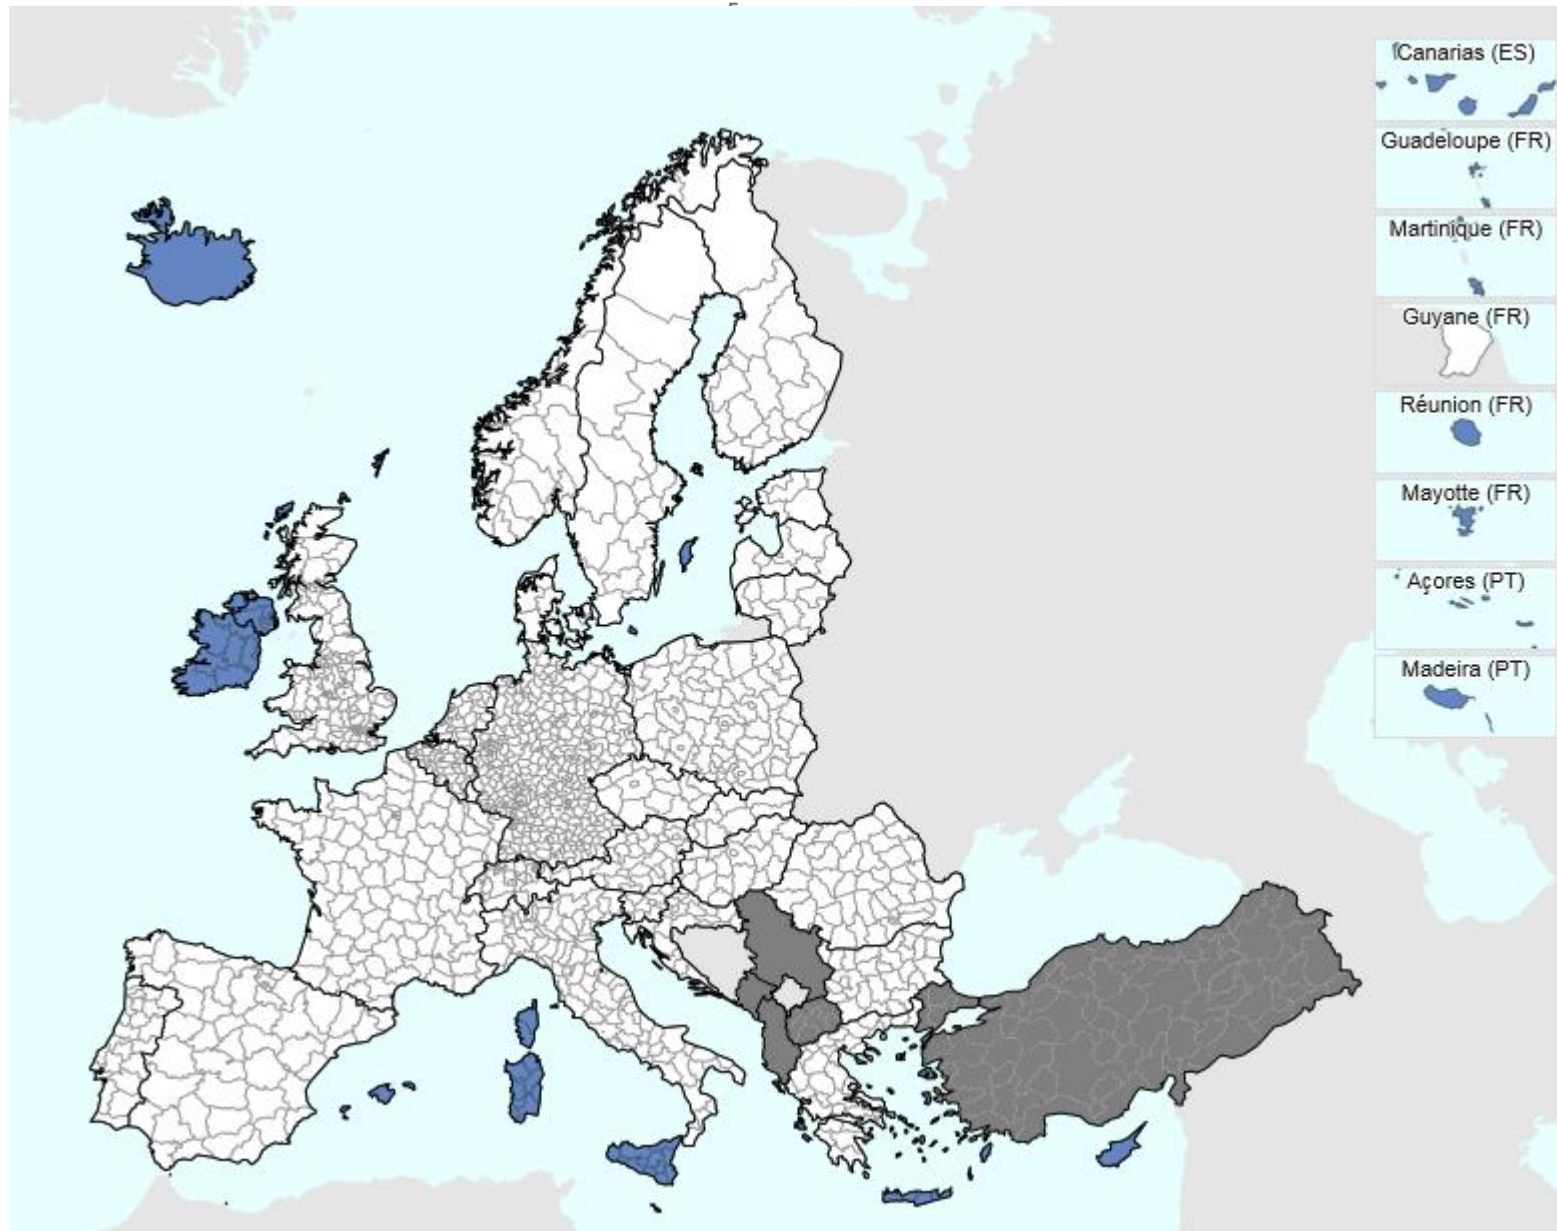 Canarias (ES)
Guadeloupe (FR)
Martinique (FR)
Guyane (FR)
Réunion (FR)
Mayotte (FR)
Açores (PT)
Madeira (PT)